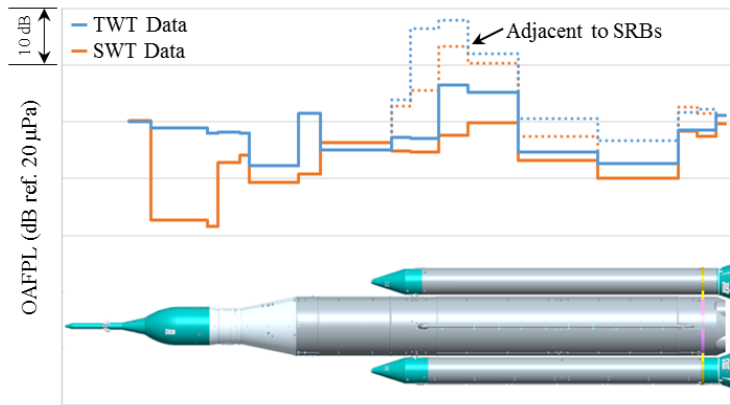 10 dB
OAFPL (dB ref. 20 µPa)
TWT Data
SWT Data
Adjacent to SRBs